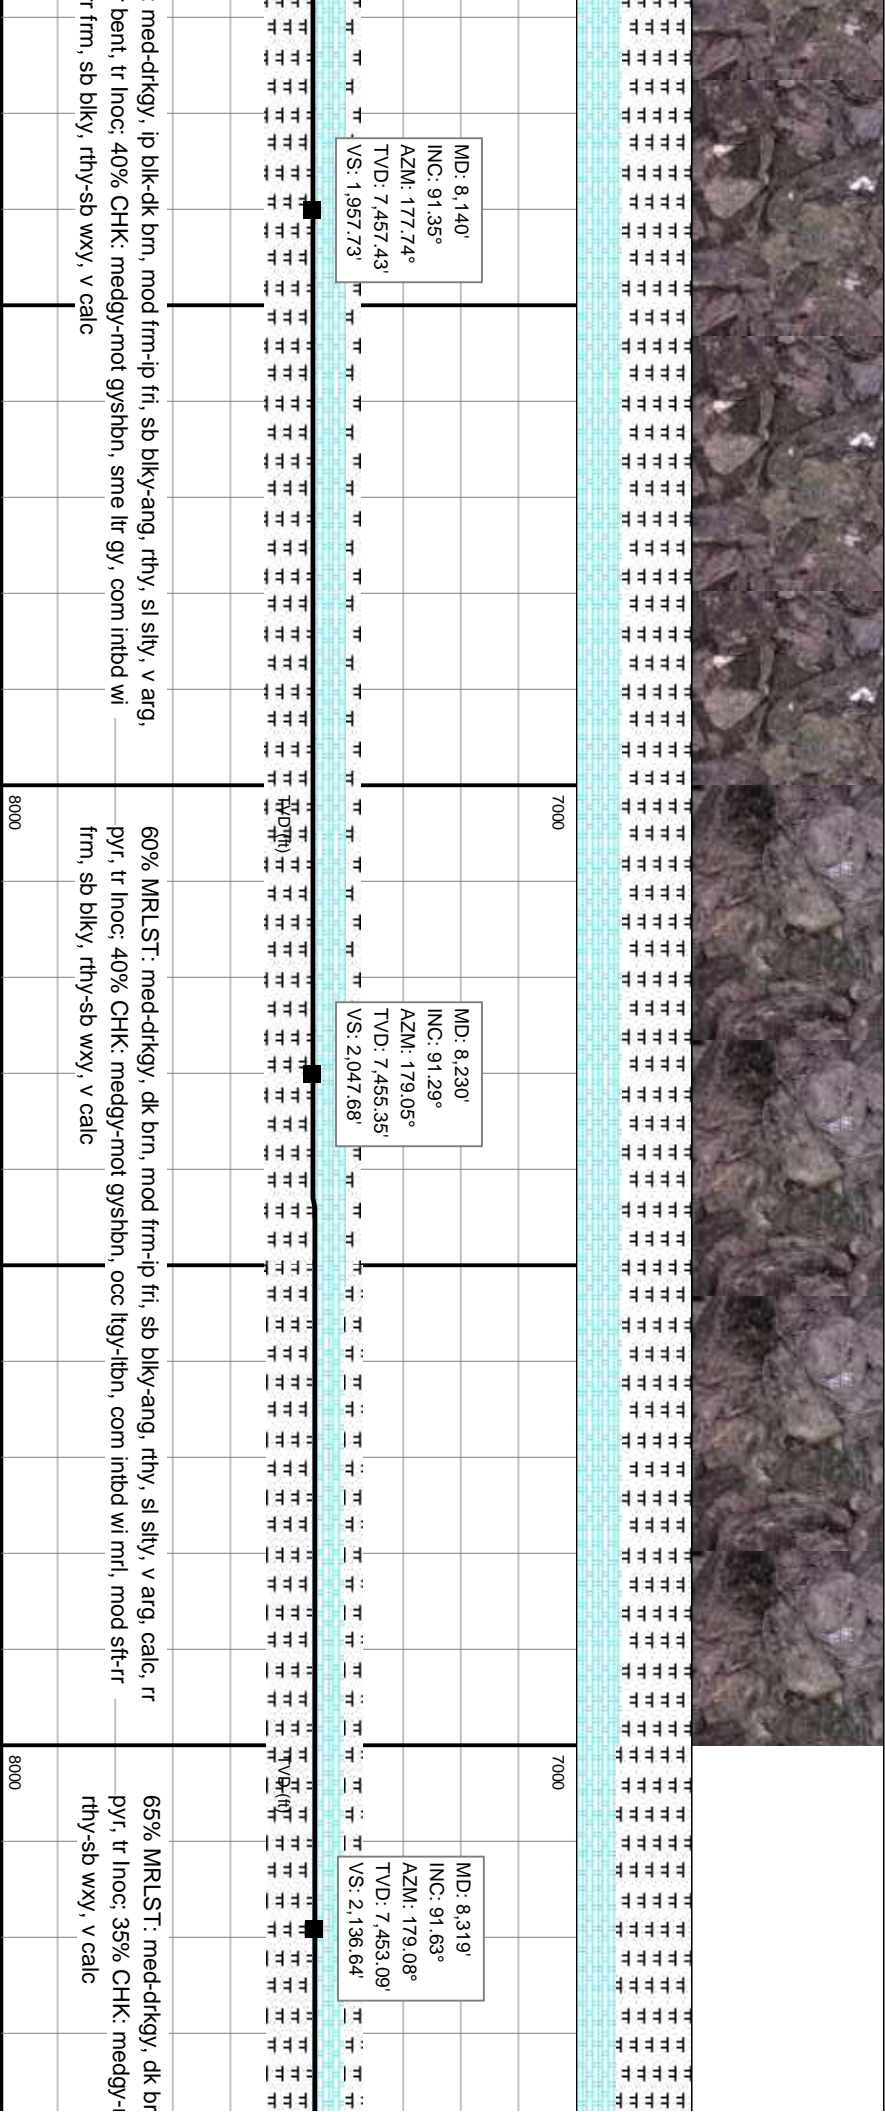 : med-drkgy, ip blk-dk brn, mod frm-ip fri, sb blky-ang, rthy, sl slty, v arg,
r bent, tr Inoc; 40% CHK: medgy-mot gyshbn, sme ltr gy, com intbd wi
r frm, sb blky, rthy-sb wxy, v calc
MD: 8,140'
INC: 91.35°
AZM: 177.74°
TVD: 7,457.43'
VS: 1,957.73'
7000
TVD (ft)
8000
60% MRLST: med-drkgy, dk brn, mod frm-ip fri, sb blky-ang, rthy, sl slty, v arg, calc, rr
pyr, tr Inoc; 40% CHK: medgy-mot gyshbn, occ ltgy-ltbn, com intbd wi mrl, mod sft-rr
frm, sb blky, rthy-sb wxy, v calc
MD: 8,230'
INC: 91.29°
AZM: 179.05°
TVD: 7,455.35'
VS: 2,047.68'
7000
TVD (ft)
8000
65% MRLST: med-drkgy, dk br
pyr, tr Inoc; 35% CHK: medgy-
rthy-sb wxy, v calc
MD: 8,319'
INC: 91.63°
AZM: 179.08°
TVD: 7,453.09'
VS: 2,136.64'